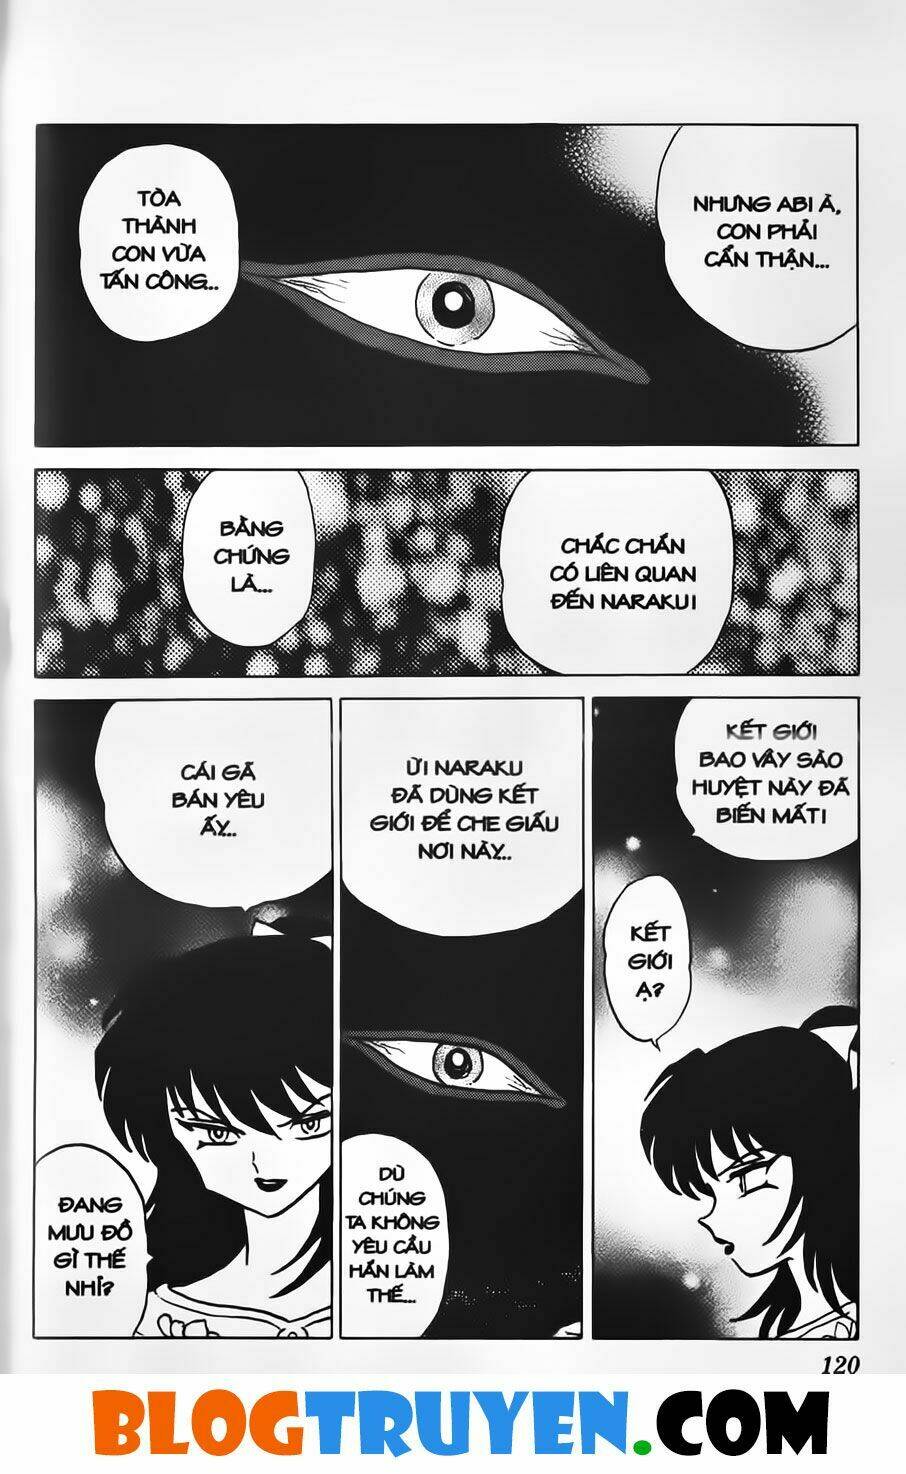 NHƯNG ABI À,
CON PHẢI
CẨN THẬN...
TÒA
THÀNH
CON VỪA
TẤN CÔNG...
CHẮC CHẮN
CÓ LIÊN QUAN
ĐẾN NARAKU!
BẰNG
CHỨNG
LÀ...
KẾT GIỚI
BAO VÂY SÀO
HUYỆT NÀY ĐÃ
BIẾN MẤT!
KẾT
GIỚI
Ạ?
ỪI NARAKU
ĐÃ DÙNG KẾT
GIỚI ĐỂ CHE GIẤU
NƠI NÀY...
DÙ
CHÚNG
TA KHÔNG
YÊU CẦU
HẮN LÀM
THẾ...
CÁI GÃ
BÁN YÊU
ẤY...
ĐANG
MƯU ĐỒ
GÌ THẾ
NHỈ?
120
BLOGTRUYEN.COM